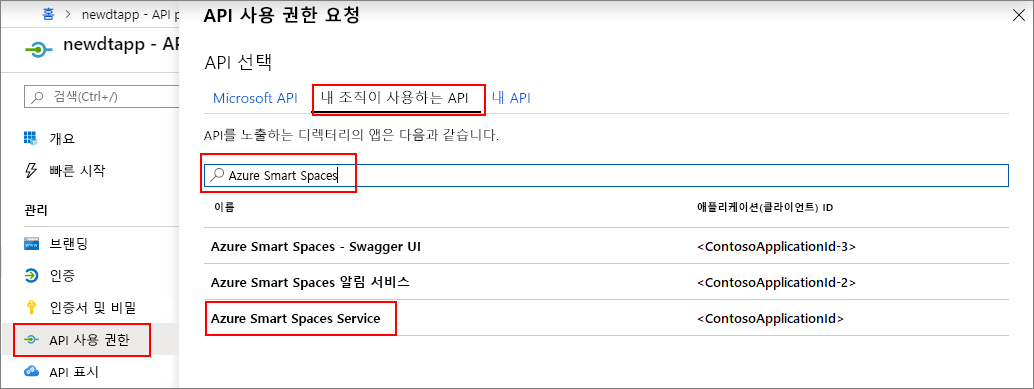 홈 > newdtapp - API p
newdtapp - API
검색(Ctrl+/)
개요
빠른 시작
관리
브랜딩
인증
인증서 및 비밀
API 사용 권한
API 표시
API 사용 권한 요청
API 선택
Microsoft API 내 조직이 사용하는 API 내 API
API를 노출하는 디렉터리의 앱은 다음과 같습니다.
Azure Smart Spaces
이름 애플리케이션(클라이언트) ID
Azure Smart Spaces - Swagger UI <ContosoApplicationId-3>
Azure Smart Spaces 알림 서비스 <ContosoApplicationId-2>
Azure Smart Spaces Service <ContosoApplicationId>